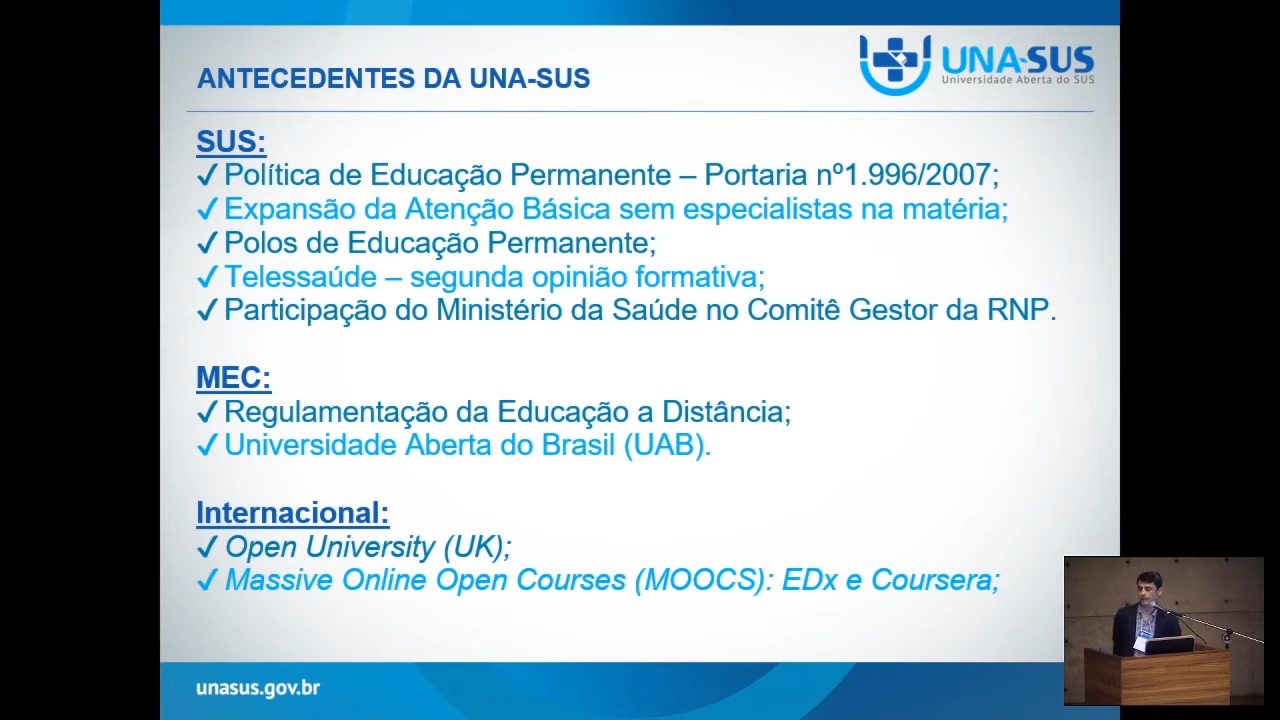 ANTECEDENTES DA UNA-SUS
UNA-SUS
Universidade Aberta do SUS
SUS:
✓ Política de Educação Permanente – Portaria nº1.996/2007;
✓ Expansão da Atenção Básica sem especialistas na matéria;
✓ Polos de Educação Permanente;
✓ Telessaúde – segunda opinião formativa;
✓ Participação do Ministério da Saúde no Comitê Gestor da RNP.
MEC:
✓ Regulamentação da Educação a Distância;
✓ Universidade Aberta do Brasil (UAB).
Internacional:
✓ Open University (UK);
✓ Massive Online Open Courses (MOOCS): EDx e Coursera;
unasus.gov.br